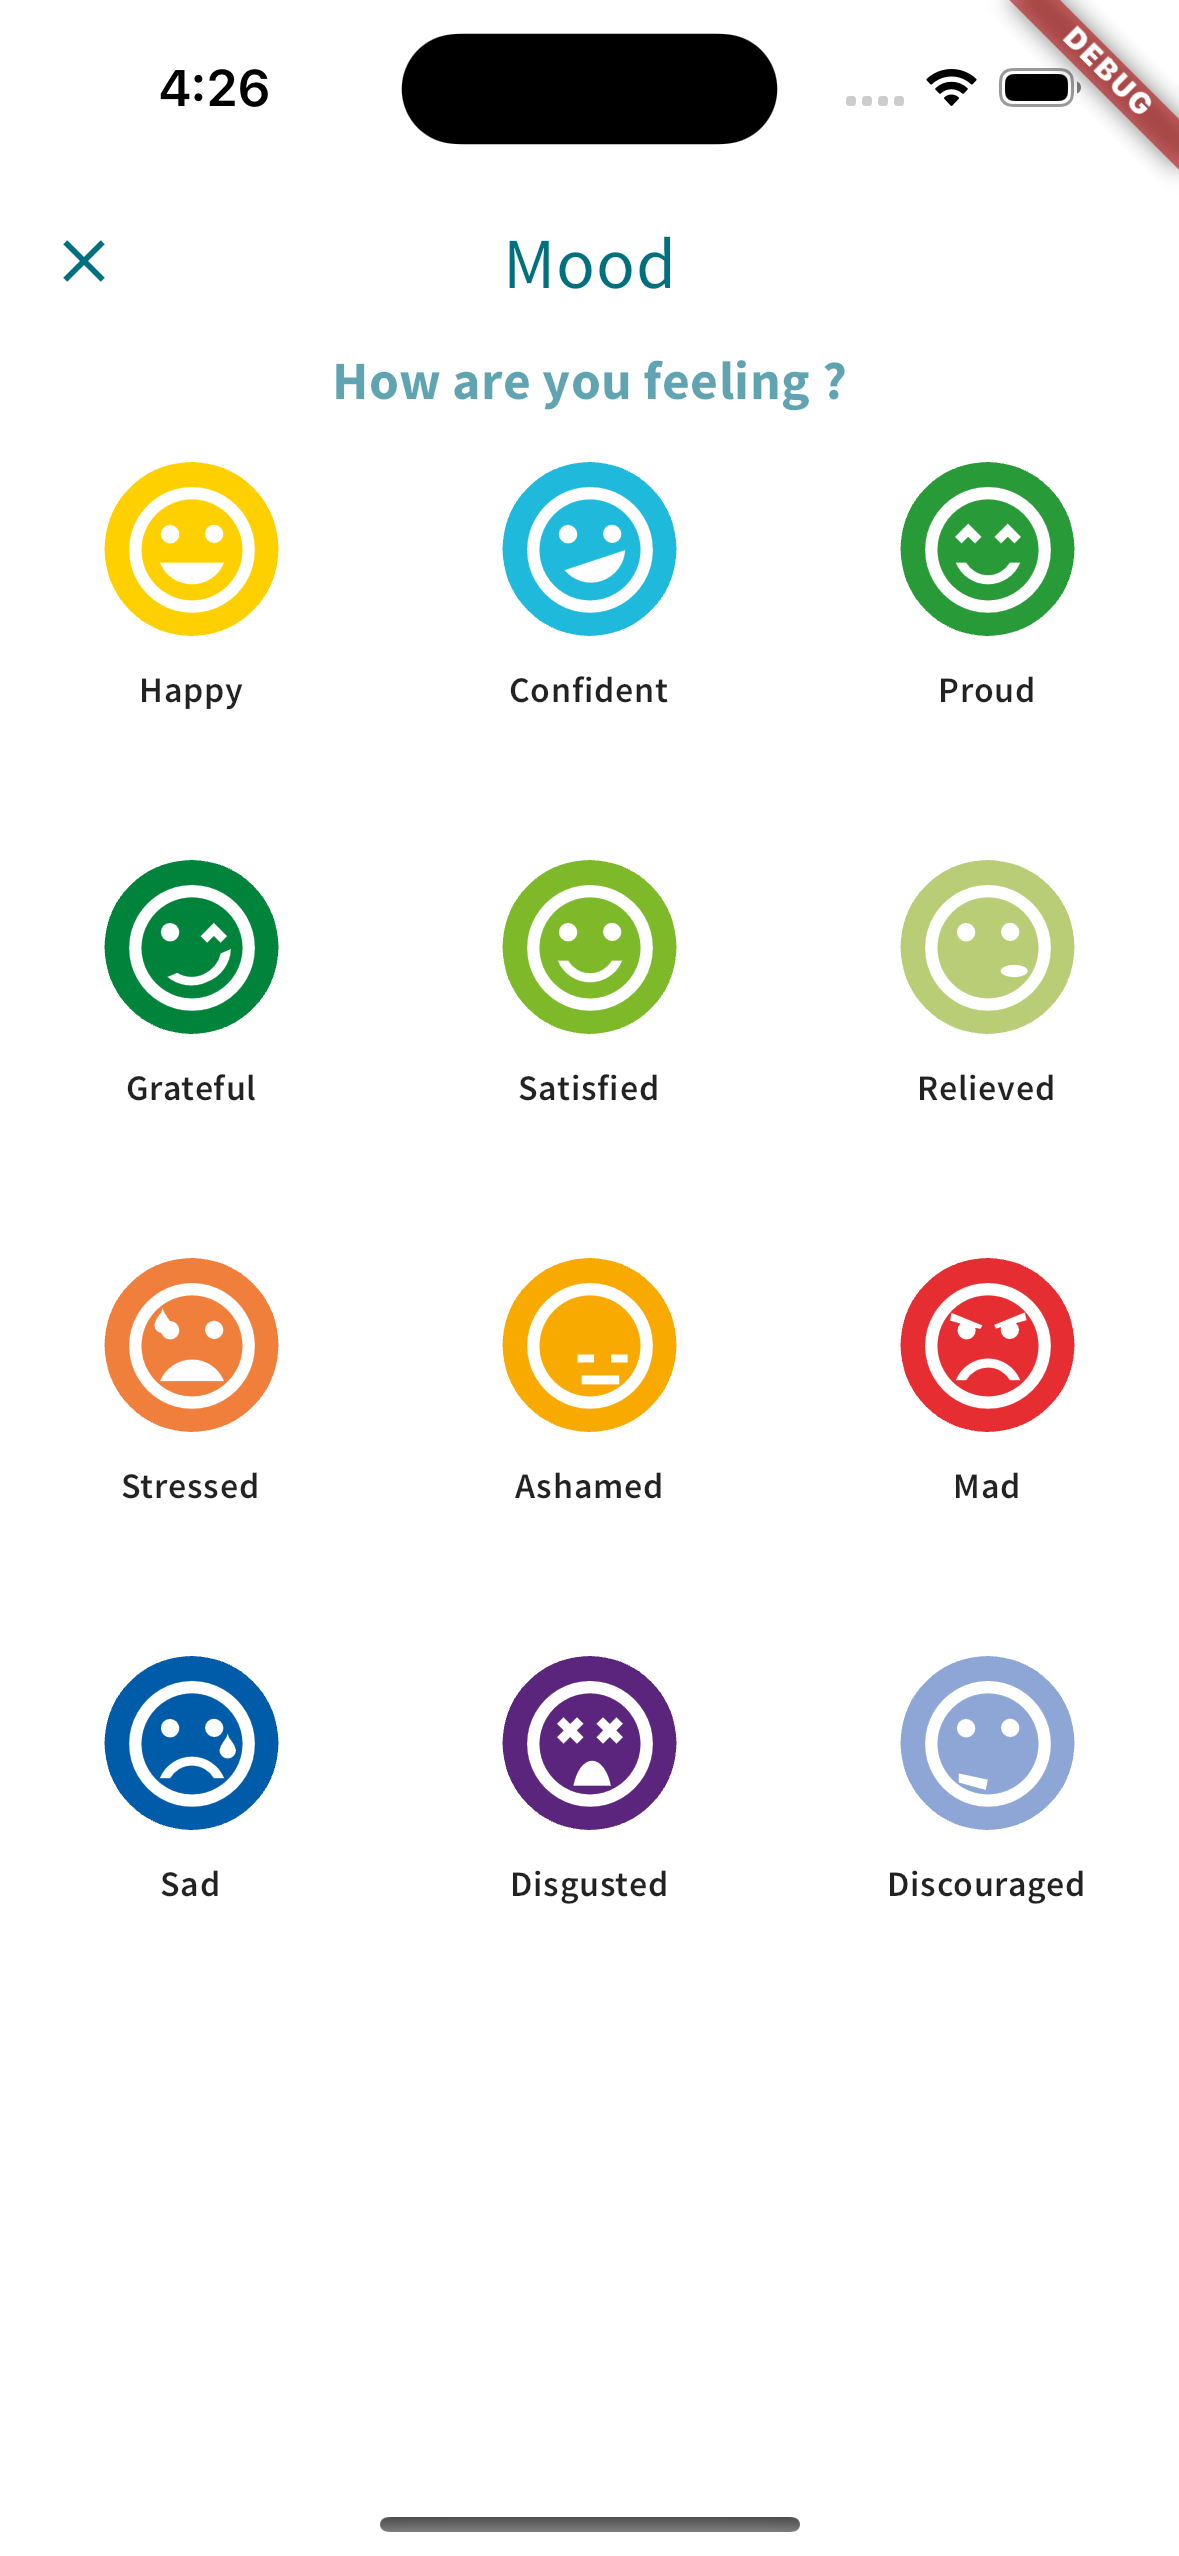 4:26
DEBUG
Mood
How are you feeling ?
Happy
Confident
Proud
Grateful
Satisfied
Relieved
Stressed
Ashamed
Mad
Sad
Disgusted
Discouraged